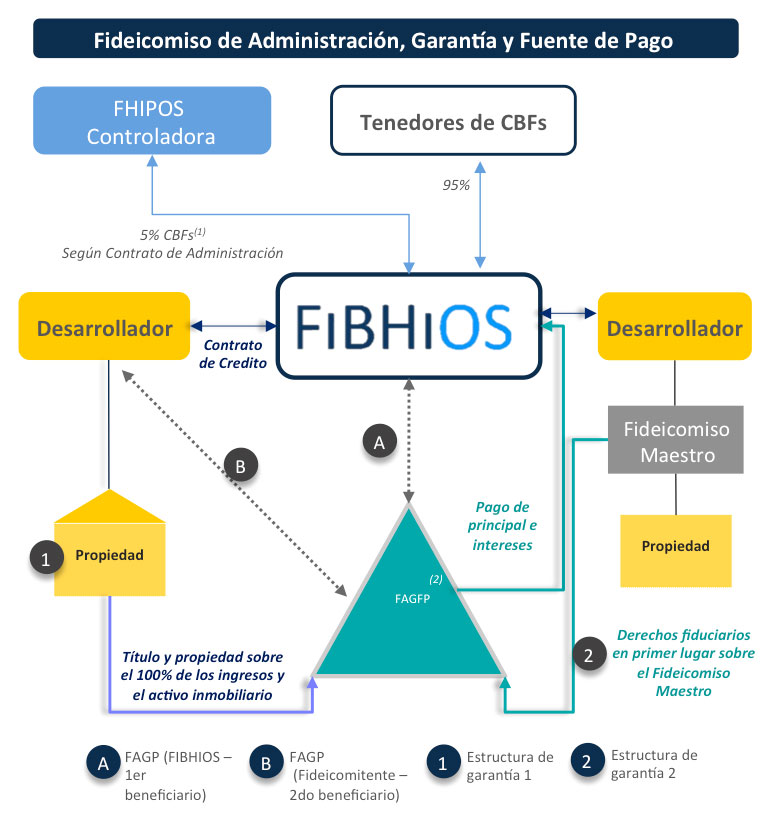 Fideicomiso de Administración, Garantía y Fuente de Pago
FHIPOS
Controladora
Tenedores de CBFs
95%
5% CBFs(1)
Según Contrato de Administración
Desarrollador
FiBHiOS
Desarrollador
Contrato
de Credito
A
B
Fideicomiso
Maestro
Pago de
principal e
intereses
1
Propiedad
Propiedad
(2)
FAGFP
2
Derechos fiduciarios
en primer lugar sobre
el Fideicomiso
Maestro
Título y propiedad sobre
el 100% de los ingresos y
el activo inmobiliario
A
FAGP (FIBHIOS –
1er
beneficiario)
B
FAGP
(Fideicomitente –
2do beneficiario)
1
Estructura de
garantía 1
2
Estructura de
garantía 2